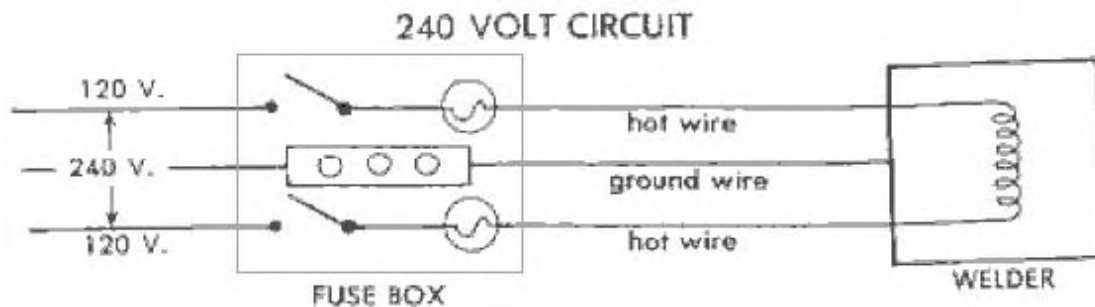 240 VOLT CIRCUIT
120 V.
hot wire
240 V.
ground wire
120 V.
hot wire
FUSE BOX
WELDER